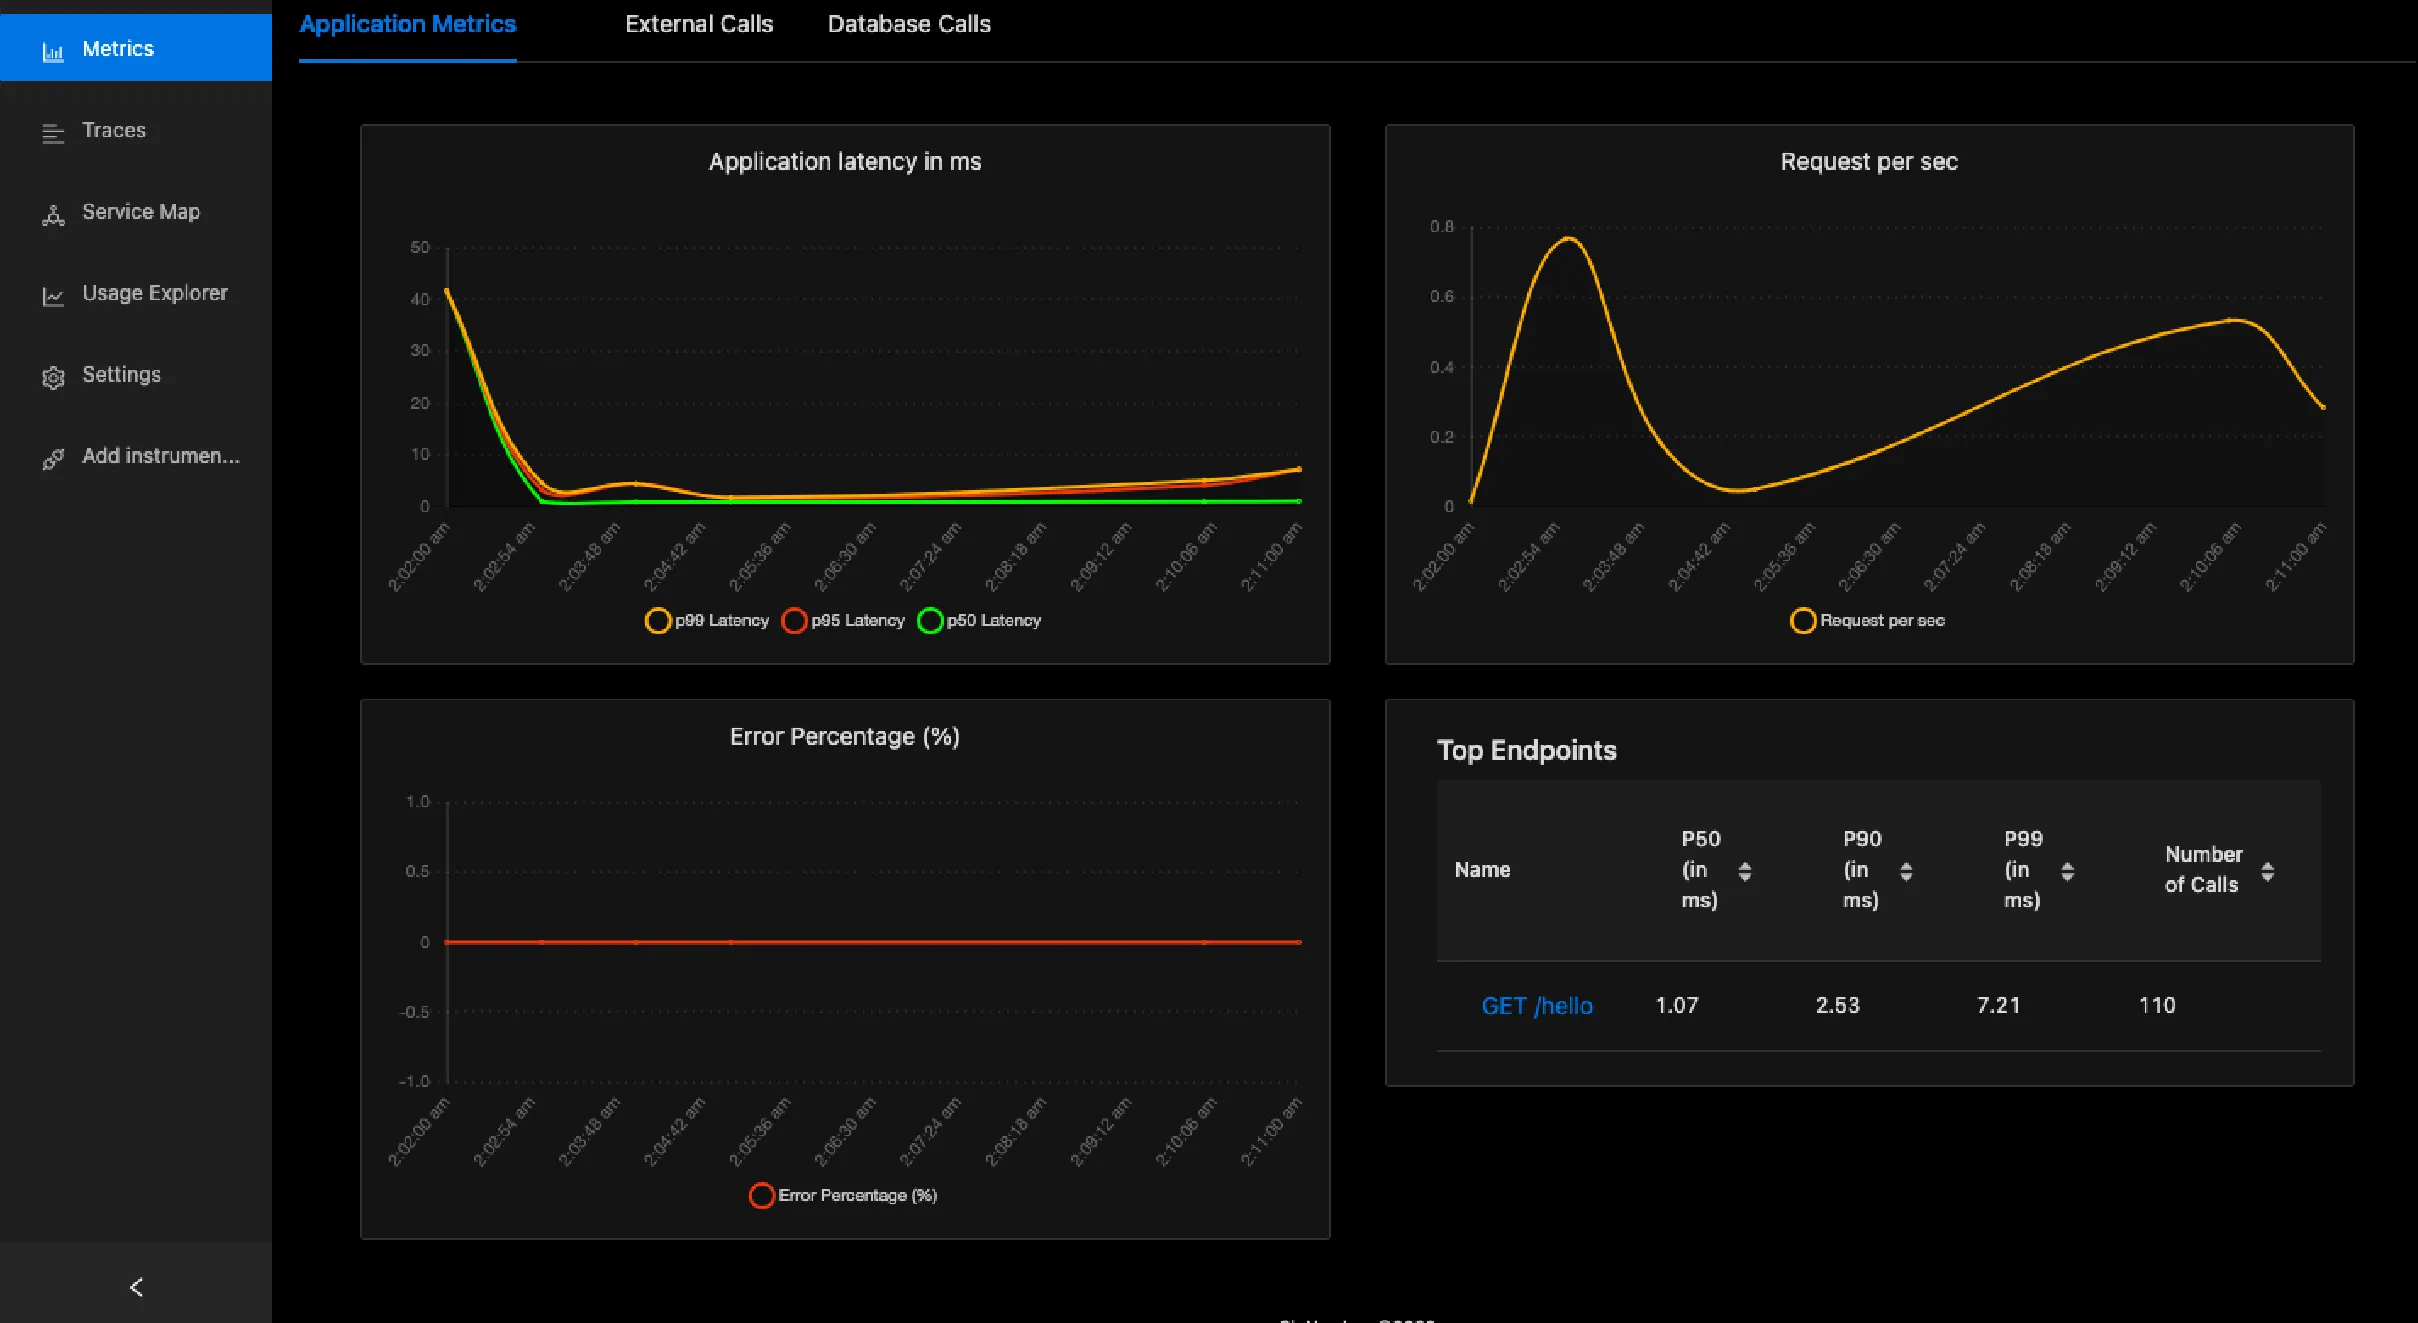 Metrics
Traces
Service Map
Usage Explorer
Settings
Add instrumen...
Application Metrics
External Calls
Database Calls
Application latency in ms
50
40
30
20
10
0
2:02:00 am
2:02:54 am
2:03:48 am
2:04:42 am
2:05:36 am
2:06:30 am
2:07:24 am
2:08:18 am
2:09:12 am
2:10:06 am
2:11:00 am
p99 Latency
p95 Latency
p50 Latency
Request per sec
0.8
0.6
0.4
0.2
0
2:02:00 am
2:02:54 am
2:03:48 am
2:04:42 am
2:05:36 am
2:06:30 am
2:07:24 am
2:08:18 am
2:09:12 am
2:10:06 am
2:11:00 am
Request per sec
Error Percentage (%)
1.0
0.5
0
-0.5
-1.0
2:02:00 am
2:02:54 am
2:03:48 am
2:04:42 am
2:05:36 am
2:06:30 am
2:07:24 am
2:08:18 am
2:09:12 am
2:10:06 am
2:11:00 am
Error Percentage (%)
Top Endpoints
Name
P50
(in
ms)
P90
(in
ms)
P99
(in
ms)
Number
of Calls
GET /hello
1.07
2.53
7.21
110